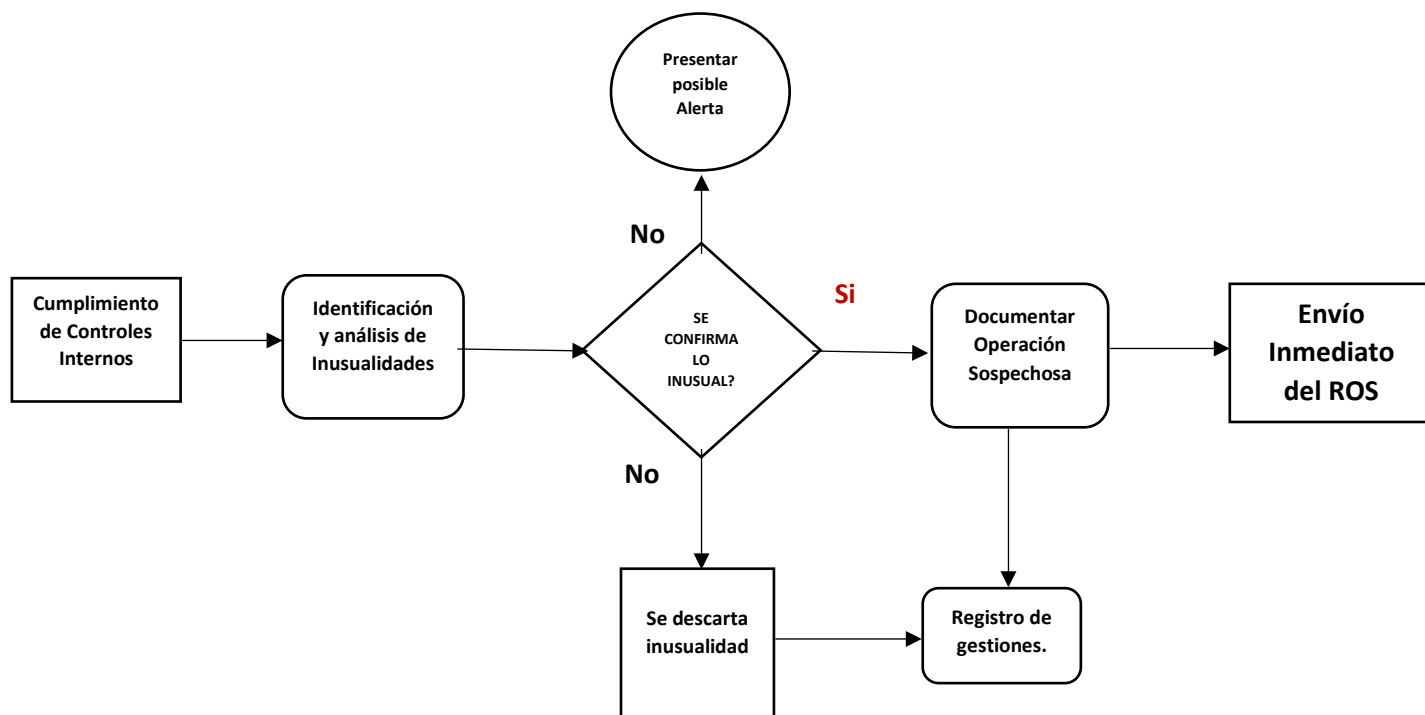 Presentar
posible
Alerta
No
Cumplimiento
de Controles
Internos
Identificación
y análisis de
Inusualidades
SE
CONFIRMA
LO
INUSUAL?
Si
Documentar
Operación
Sospechosa
Envío
Inmediato
del ROS
No
Se descarta
inusualidad
Registro de
gestiones.